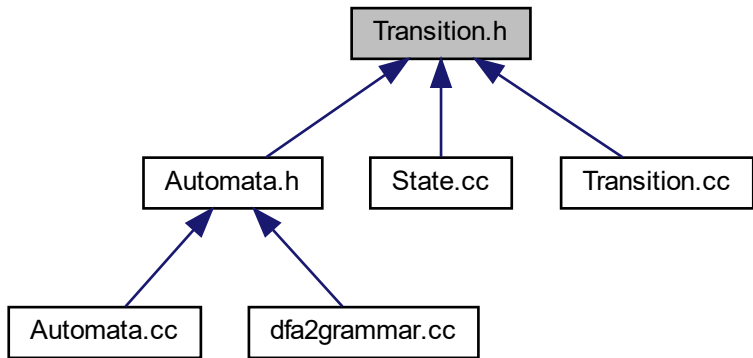 Transition.h
Automata.h
State.cc
Transition.cc
Automata.cc
dfa2grammar.cc